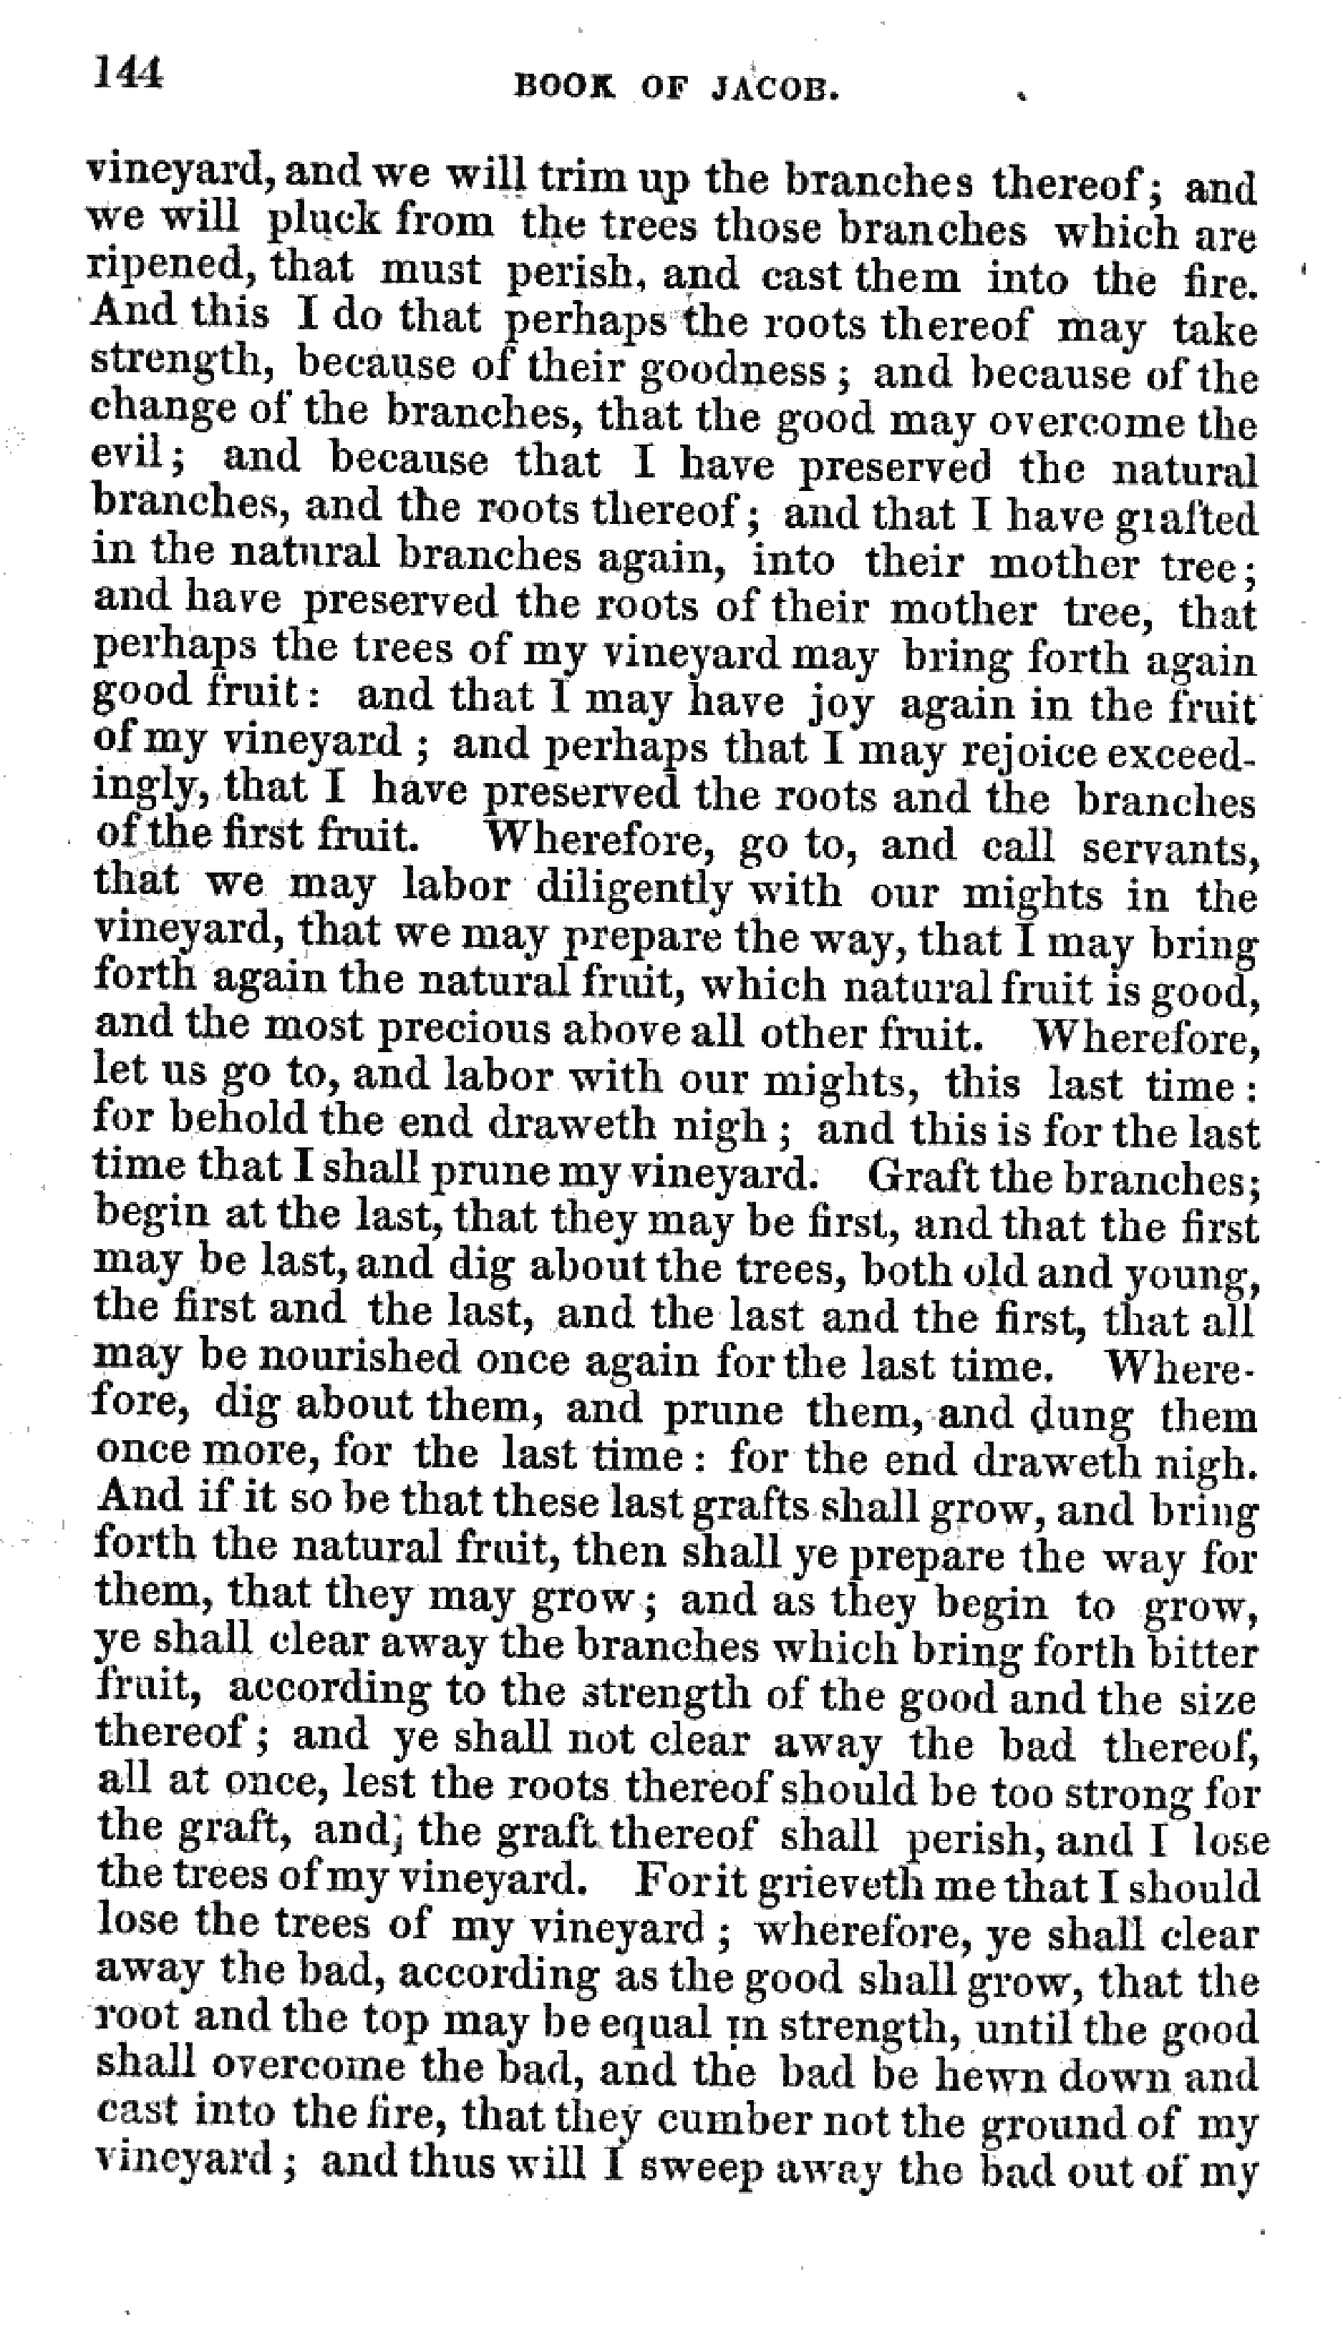 144
BOOK OF JACOB.
vineyard, and we will trim up the branches thereof; and
we will pluck from the trees those branches which are
ripened, that must perish, and cast them into the fire.
And this I do that perhaps the roots thereof may take
strength, because of their goodness; and because of the
change of the branches, that the good may overcome the
evil; and because that I have preserved the natural
branches, and the roots thereof; and that I have grafted
in the natural branches again, into their mother tree;
and have preserved the roots of their mother tree, that
perhaps the trees of my vineyard may bring forth again
good fruit: and that I may have joy again in the fruit
of my vineyard; and perhaps that I may rejoice exceed-
ingly, that I have preserved the roots and the branches
of the first fruit. Wherefore, go to, and call servants,
that we may labor diligently with our mights in the
vineyard, that we may prepare the way, that I may bring
forth again the natural fruit, which natural fruit is good,
and the most precious above all other fruit. Wherefore,
let us go to, and labor with our mights, this last time:
for behold the end draweth nigh; and this is for the last
time that I shall prune my vineyard. Graft the branches;
begin at the last, that they may be first, and that the first
may be last, and dig about the trees, both old and young,
the first and the last, and the last and the first, that all
may be nourished once again for the last time. Where-
fore, dig about them, and prune them, and dung them
once more, for the last time: for the end draweth nigh.
And if it so be that these last grafts shall grow, and bring
forth the natural fruit, then shall ye prepare the way for
them, that they may grow; and as they begin to grow,
ye shall clear away the branches which bring forth bitter
fruit, according to the strength of the good and the size
thereof; and ye shall not clear away the bad thereof,
all at once, lest the roots thereof should be too strong for
the graft, and; the graft thereof shall perish, and I lose
the trees of my vineyard. For it grieveth me that I should
lose the trees of my vineyard; wherefore, ye shall clear
away the bad, according as the good shall grow, that the
root and the top may be equal in strength, until the good
shall overcome the bad, and the bad be hewn down and
cast into the fire, that they cumber not the ground of my
vineyard; and thus will I sweep away the bad out of my